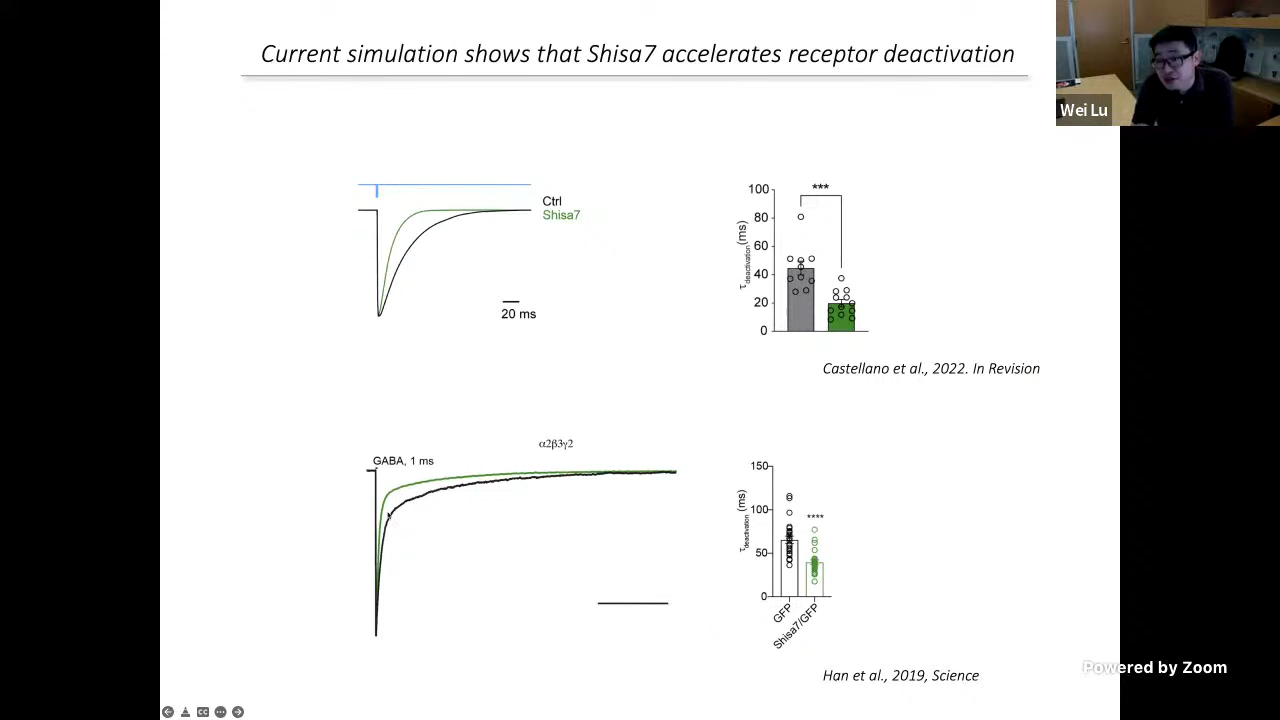 Current simulation shows that Shisa7 accelerates receptor deactivation
Wei Lu
Ctrl
Shisa7
20 ms
100
80
60
40
20
0
τdeactivation(ms)
***
Castellano et al., 2022. In Revision
α2β3γ2
GABA, 1 ms
150
100
50
0
τdeactivation (ms)
****
GFP
Shisa7/GFP
Han et al., 2019, Science
Powered by Zoom
CC